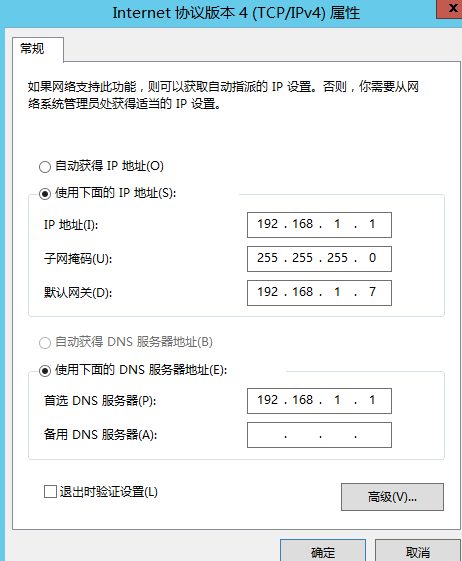 Internet 协议版本 4 (TCP/IPv4) 属性
x
常规
如果网络支持此功能，则可以获取自动指派的 IP 设置。否则，你需要从网
络系统管理员处获得适当的 IP 设置。
自动获得 IP 地址(O)
使用下面的 IP 地址(S):
IP 地址(I): 192 . 168 . 1 . 1
子网掩码(U): 255 . 255 . 255 . 0
默认网关(D): 192 . 168 . 1 . 7
自动获得 DNS 服务器地址(B)
使用下面的 DNS 服务器地址(E):
首选 DNS 服务器(P): 192 . 168 . 1 . 1
备用 DNS 服务器(A): . . .
退出时验证设置(L)
高级(V)...
确定 取消